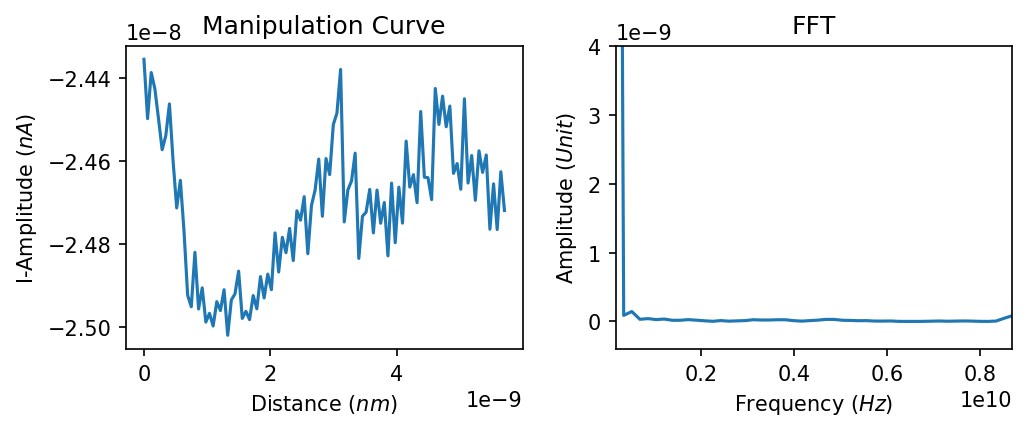 Manipulation Curve
1e−8
−2.44
−2.46
−2.48
−2.50
I-Amplitude (nA)
0
2
4
1e−9
Distance (nm)
FFT
1e−9
4
3
2
1
0
Amplitude (Unit)
0.2
0.4
0.6
0.8
1e10
Frequency (Hz)